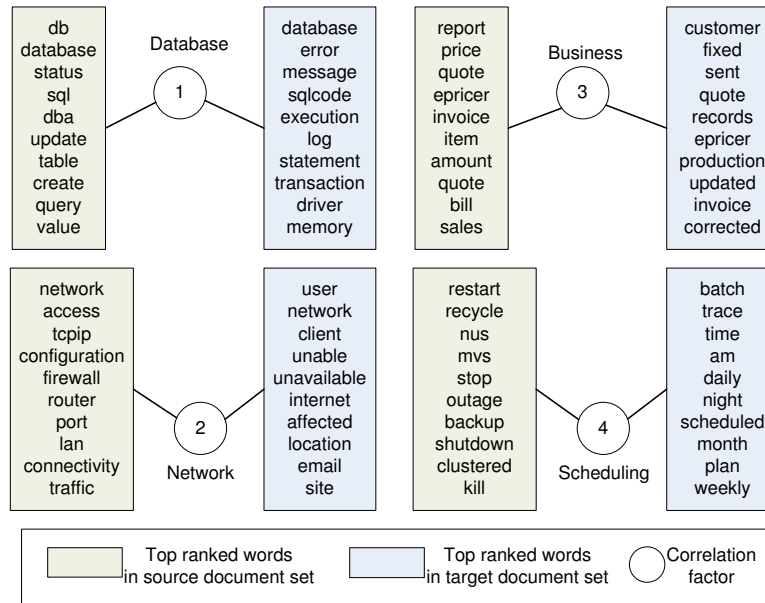 db
database
status
sql
dba
update
table
create
query
value
Database
1
database
error
message
sqlcode
execution
log
statement
transaction
driver
memory
report
price
quote
epricer
invoice
item
amount
quote
bill
sales
Business
3
customer
fixed
sent
quote
records
epricer
production
updated
invoice
corrected
network
access
tcpip
configuration
firewall
router
port
lan
connectivity
traffic
2
Network
user
network
client
unable
unavailable
internet
affected
location
email
site
restart
recycle
nus
mvs
stop
outage
backup
shutdown
clustered
kill
4
Scheduling
batch
trace
time
am
daily
night
scheduled
month
plan
weekly
Top ranked words
in source document set
Top ranked words
in target document set
Correlation
factor